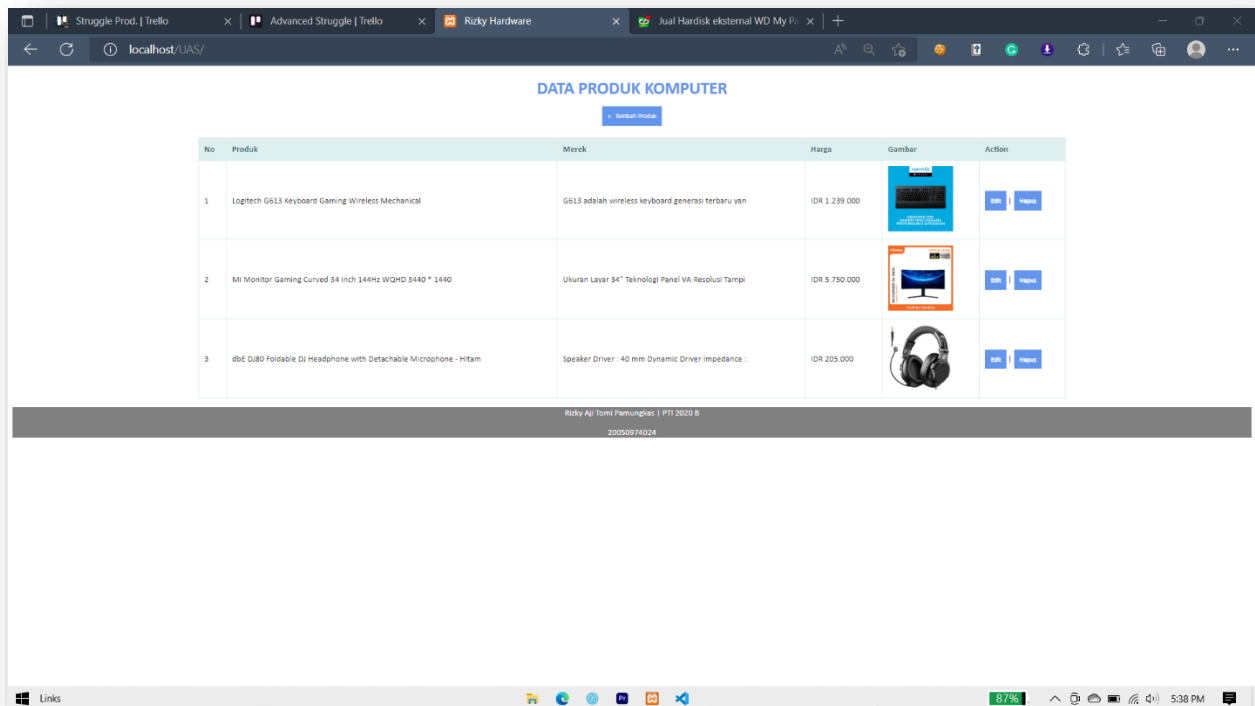 Struggle Prod. | Trello
Advanced Struggle | Trello
Rizky Hardware
Jual Hardisk eksternal WD My Pa
localhost/UAS/
DATA PRODUK KOMPUTER
+ Tambah Produk
No Produk Merek Harga Gambar Action
1 Logitech G613 Keyboard Gaming Wireless Mechanical G613 adalah wireless keyboard generasi terbaru yan IDR 1.239.000 Edit | Hapus
2 Mi Monitor Gaming Curved 34 Inch 144Hz WQHD 3440 * 1440 Ukuran Layar 34" Teknologi Panel VA Resolusi Tampi IDR 5.750.000 Edit | Hapus
3 dbE DJ80 Foldable DJ Headphone with Detachable Microphone - Hitam Speaker Driver : 40 mm Dynamic Driver Impedance : IDR 205.000 Edit | Hapus
Rizky Aji Tomi Pamungkas | PTI 2020 B
20050974024
Links
87%
5:38 PM